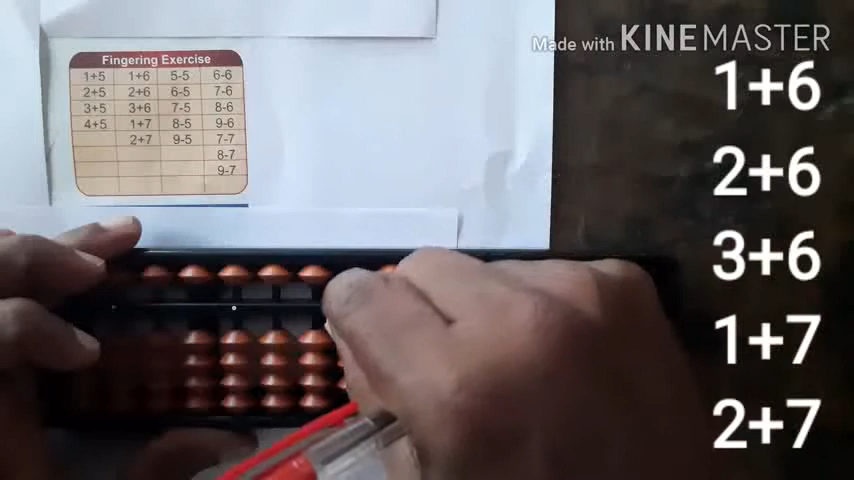 Made with KINEMASTER
Fingering Exercise
1+5 1+6 5-5 6-6
2+5 2+6 6-5 7-6
3+5 3+6 7-5 8-6
4+5 1+7 8-5 9-6
2+7 9-5 7-7
8-7
9-7
1+6
2+6
3+6
1+7
2+7